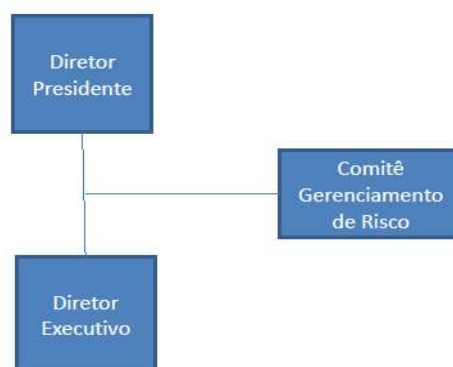 Diretor
Presidente
Comitê
Gerenciamento
de Risco
Diretor
Executivo